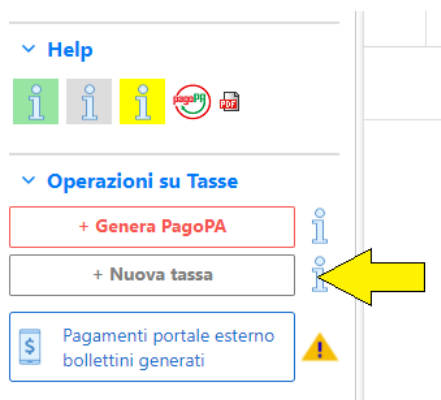 Help
pagoPA
PDF
Operazioni su Tasse
+ Genera PagoPA
+ Nuova tassa
Pagamenti portale esterno
bollettini generati